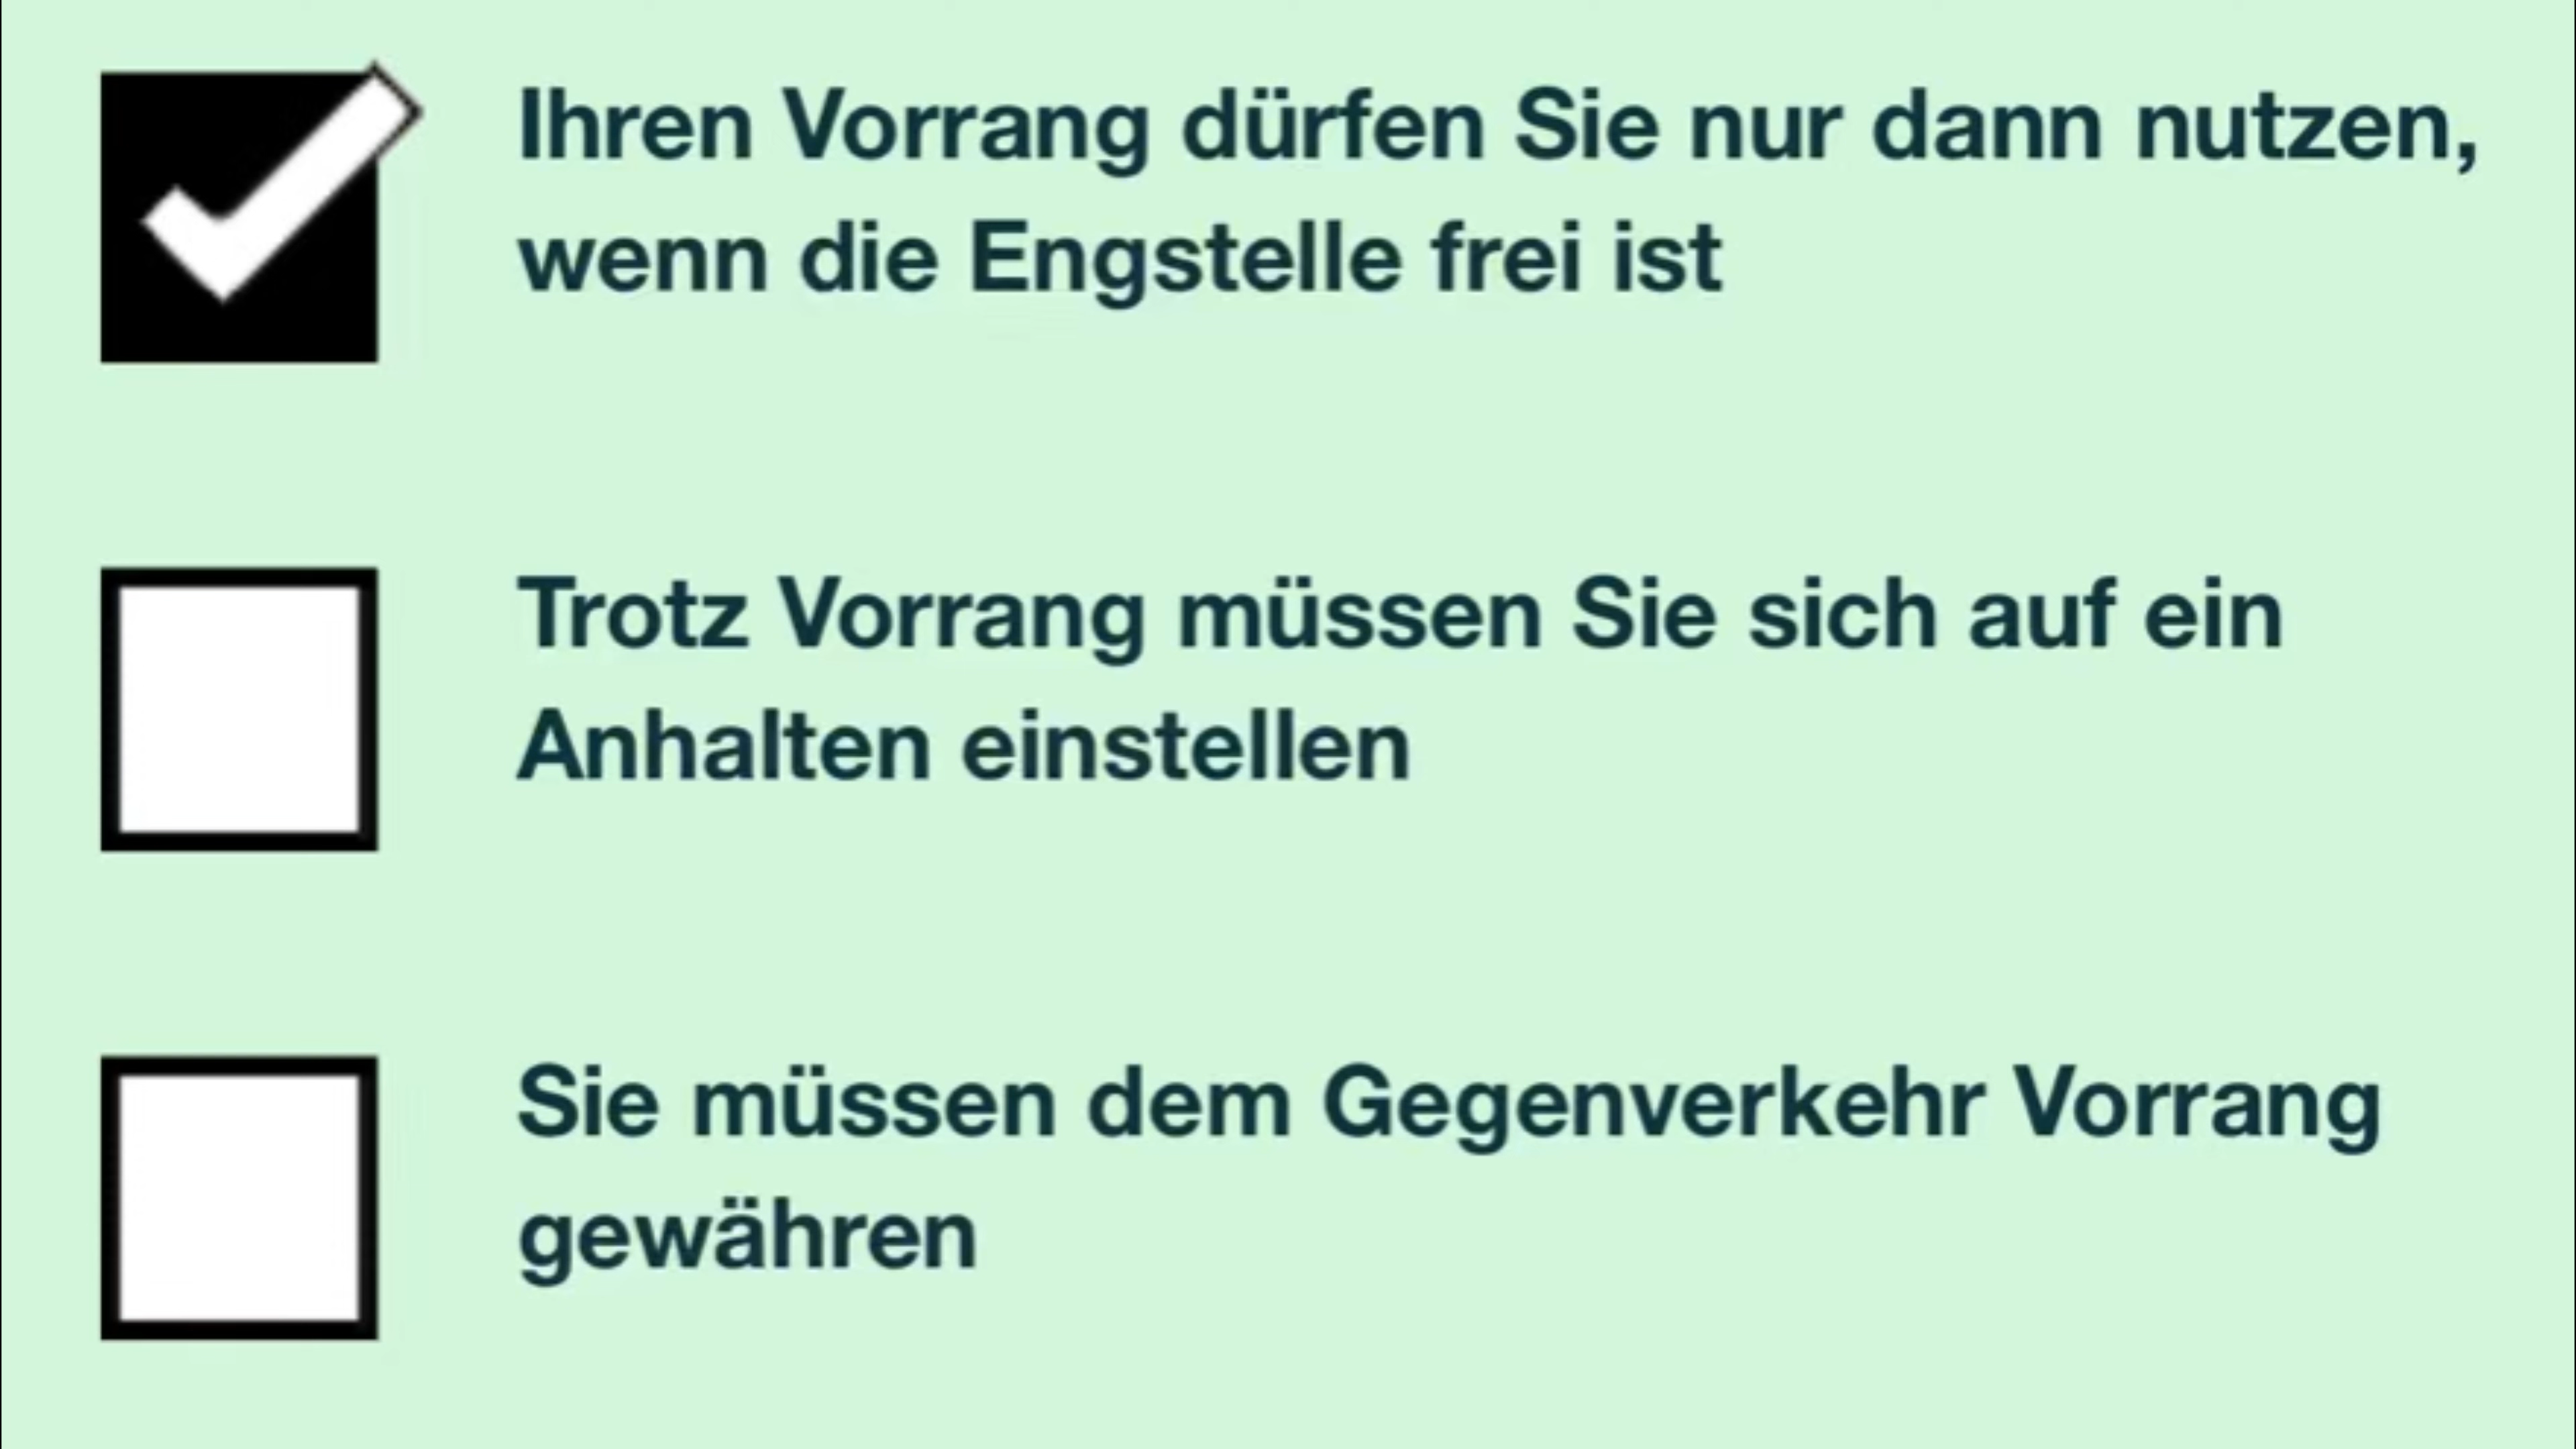 Ihren Vorrang dürfen Sie nur dann nutzen,
wenn die Engstelle frei ist
Trotz Vorrang müssen Sie sich auf ein
Anhalten einstellen
Sie müssen dem Gegenverkehr Vorrang
gewähren